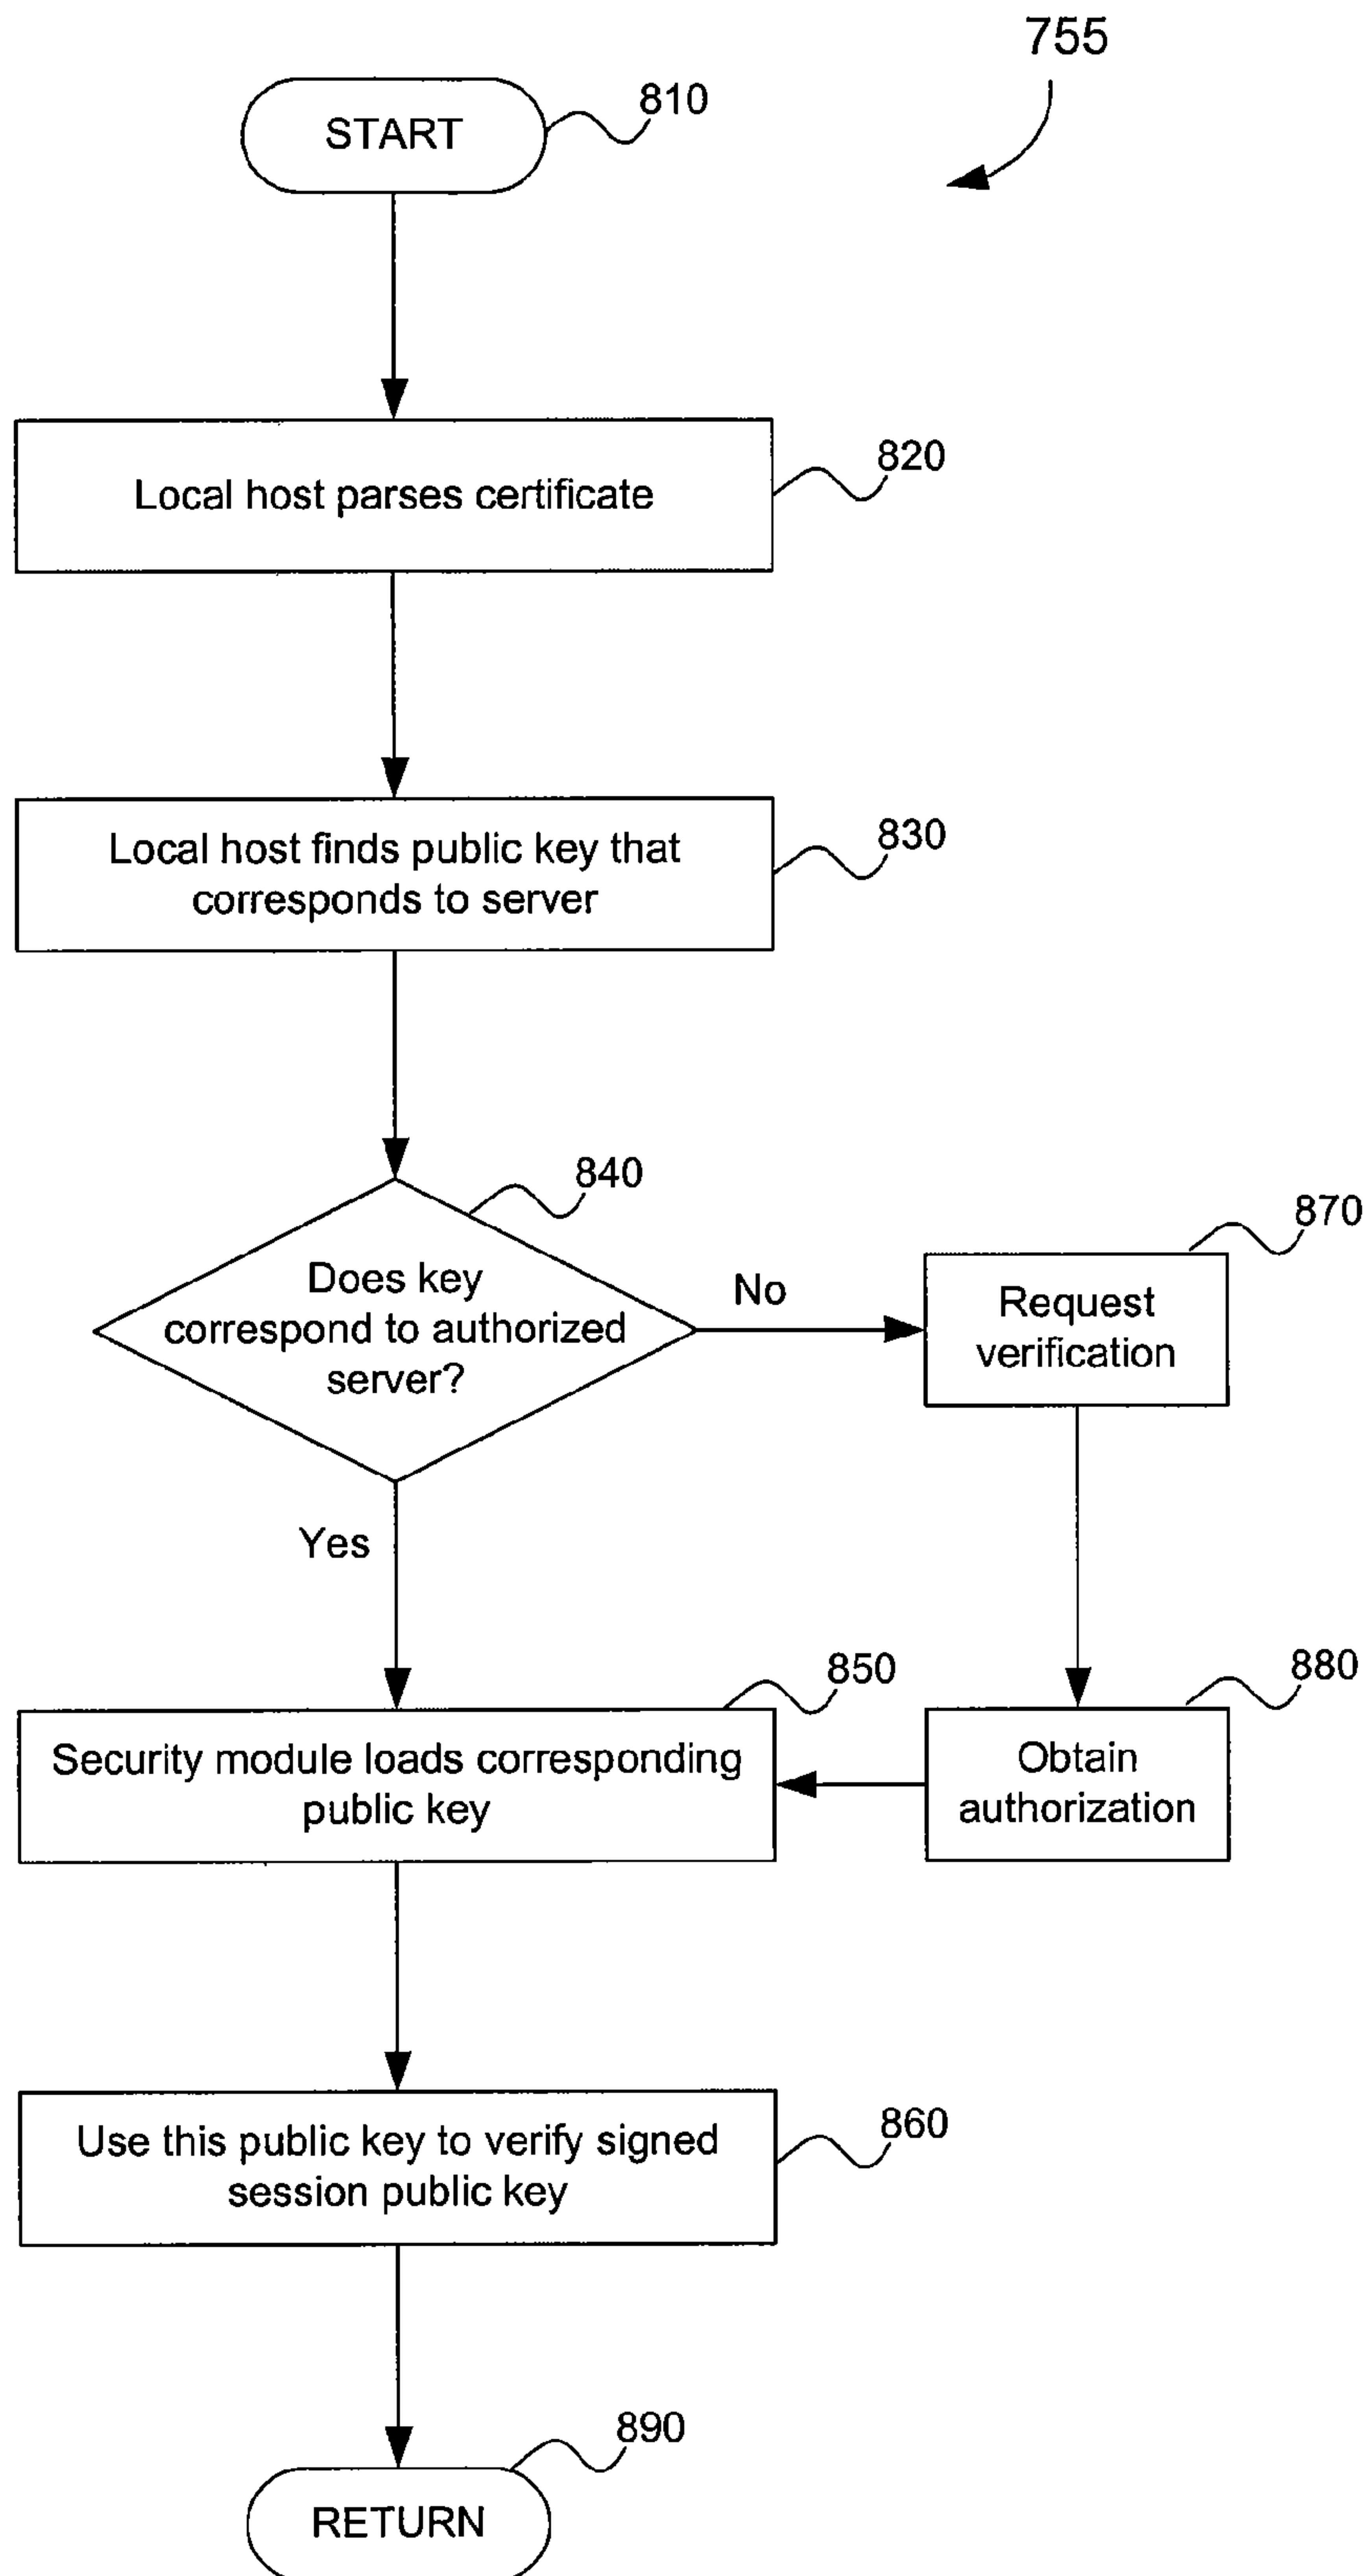 755
START
810
Local host parses certificate
820
Local host finds public key that
corresponds to server
830
840
Does key
correspond to authorized
server?
No
870
Request
verification
Yes
850
Security module loads corresponding
public key
880
Obtain
authorization
Use this public key to verify signed
session public key
860
890
RETURN